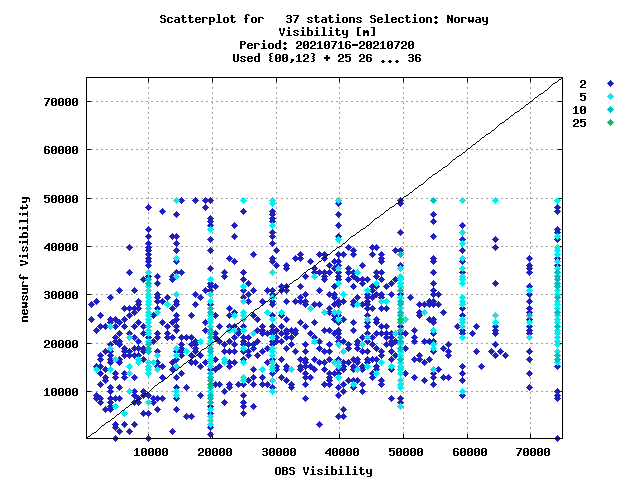 Scatterplot for   37 stations Selection: Norway
Visibility [m]
Period: 20210716-20210720
Used {00,12} + 25 26 ... 36
2
5
10
25
70000
60000
50000
40000
30000
20000
10000
newsurf Visibility
10000 20000 30000 40000 50000 60000 70000
OBS Visibility